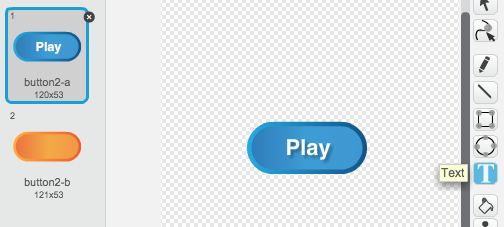 1
Play
button2-a
120x53
2
button2-b
121x53
Play
Text
T